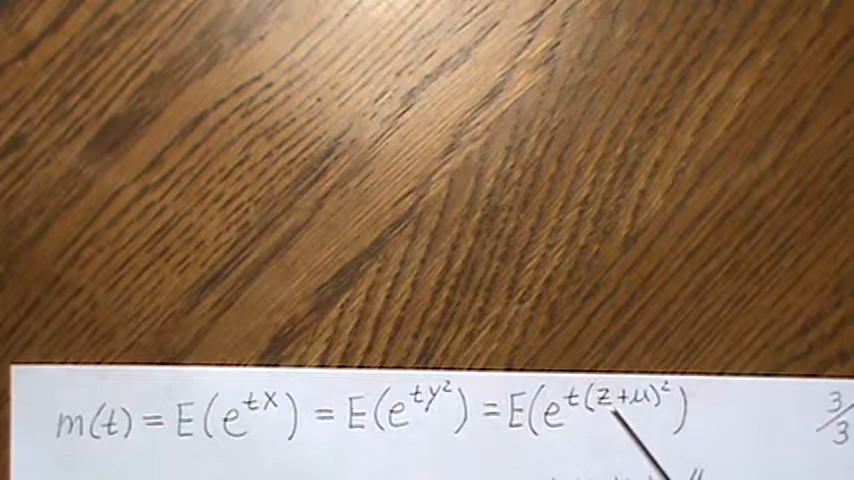 m(t) = E(e^{tX}) = E(e^{ty²}) = E(e^{t(z+μ)²}) 3/3